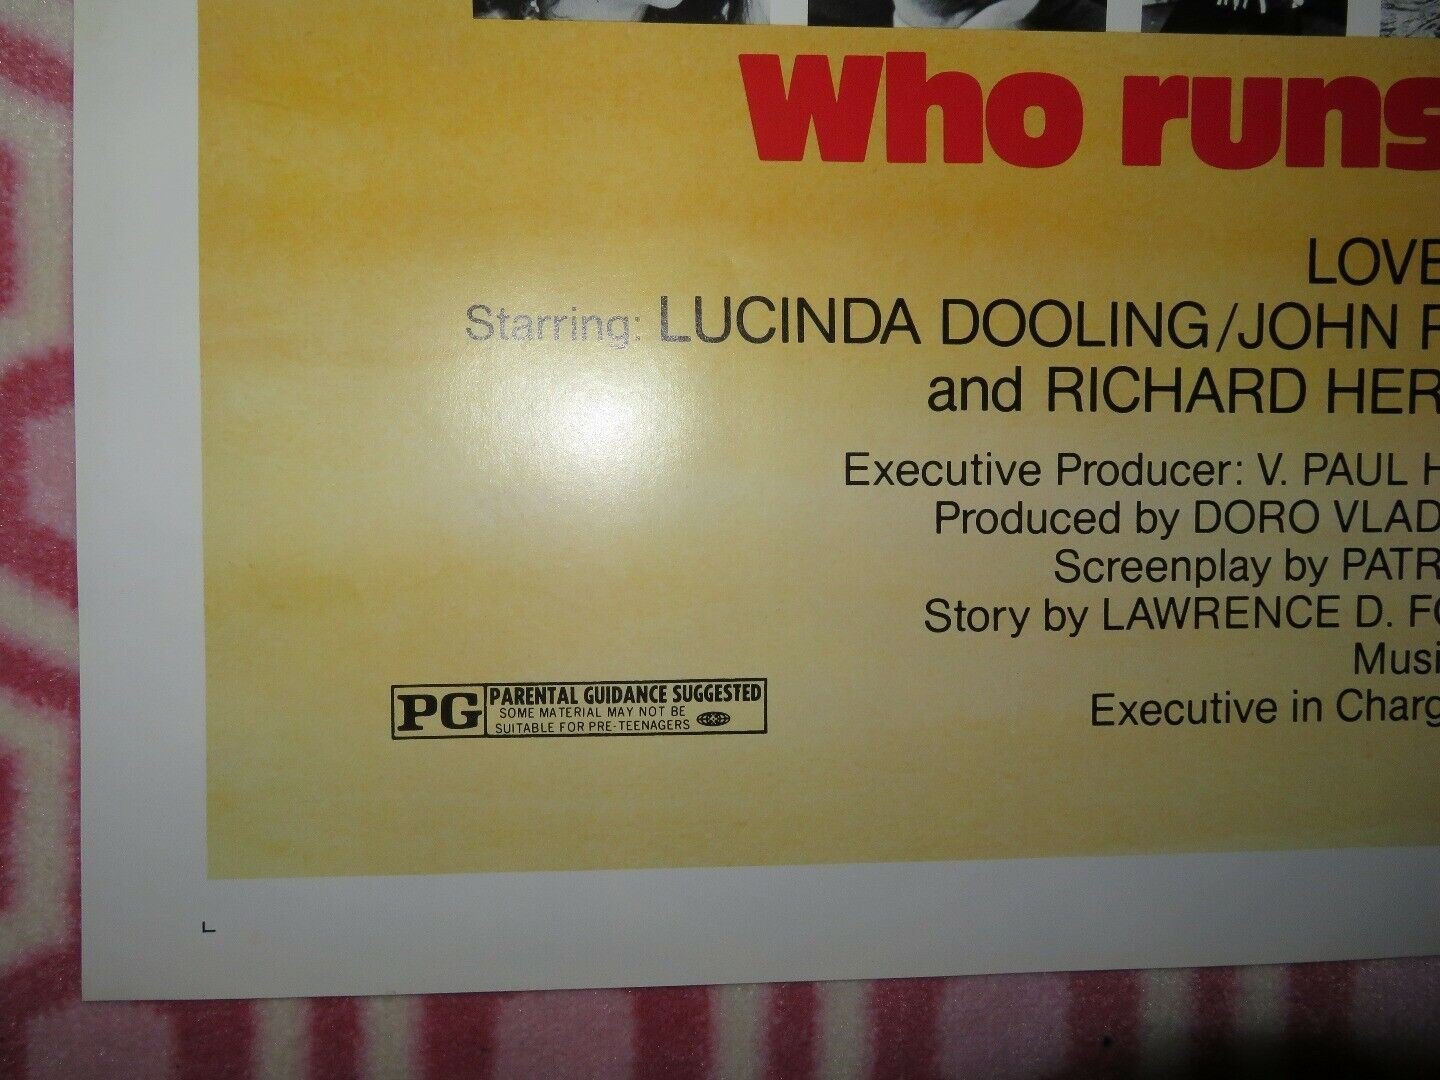 Who runs
LOVE
Starring: LUCINDA DOOLING/JOHN
and RICHARD HER
Executive Producer: V. PAUL H
Produced by DORO VLAD
Screenplay by PATR
Story by LAWRENCE D. FO
Musi
Executive in Charg
PG PARENTAL GUIDANCE SUGGESTED
SOME MATERIAL MAY NOT BE
SUITABLE FOR PRE-TEENAGERS